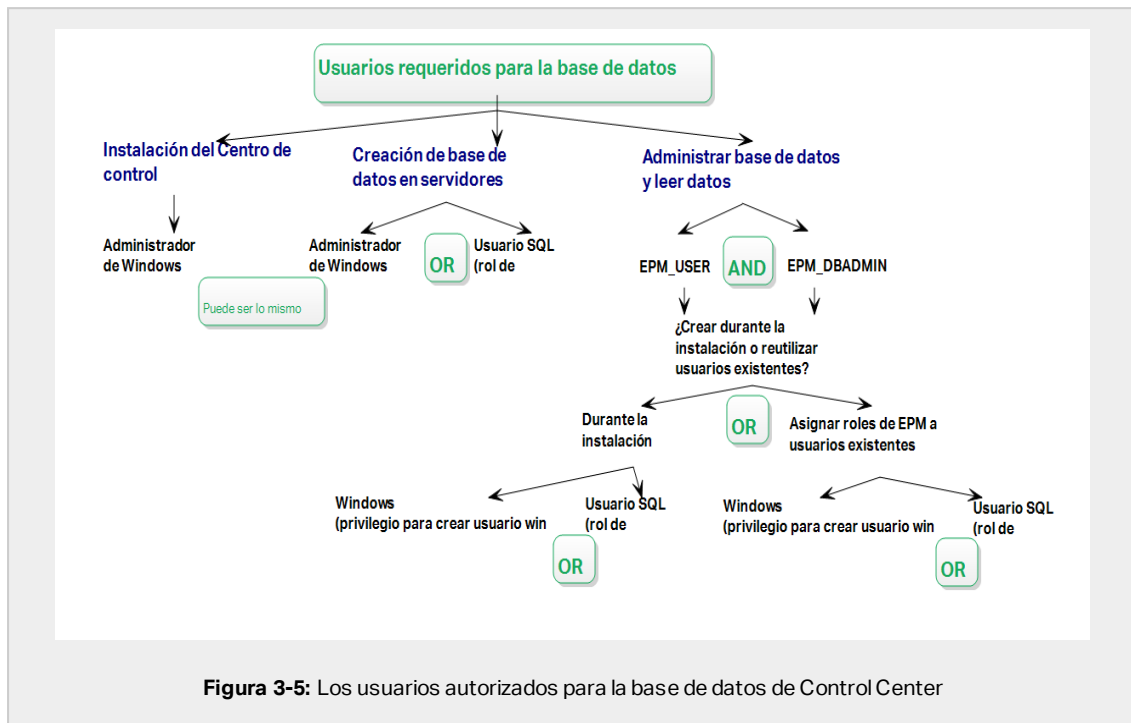 Usuarios requeridos para la base de datos
Instalación del Centro de
control
Creación de base de
datos en servidores
Administrar base de datos
y leer datos
Administrador
de Windows
Administrador
de Windows
OR
Usuario SQL
(rol de
EPM_USER
AND
EPM_DBADMIN
Puede ser lo mismo
¿Crear durante la
instalación o reutilizar
usuarios existentes?
Durante la
instalación
OR
Asignar roles de EPM a
usuarios existentes
Windows
(privilegio para crear usuario win
Usuario SQL
(rol de
OR
Windows
(privilegio para crear usuario win
Usuario SQL
(rol de
OR
Figura 3-5: Los usuarios autorizados para la base de datos de Control Center